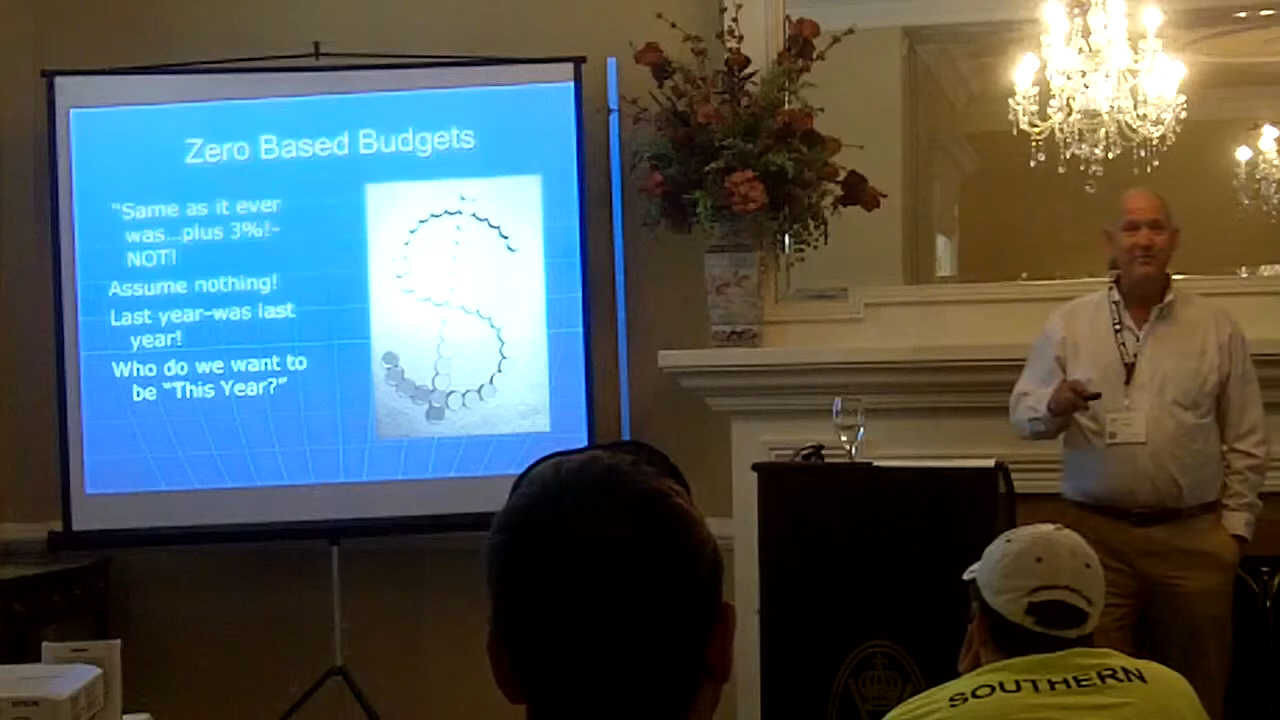 Zero Based Budgets
"Same as it ever
was...plus 3%!-
NOT!
Assume nothing!
Last year-was last
year!
Who do we want to
be "This Year?"
SOUTHERN
EPSON